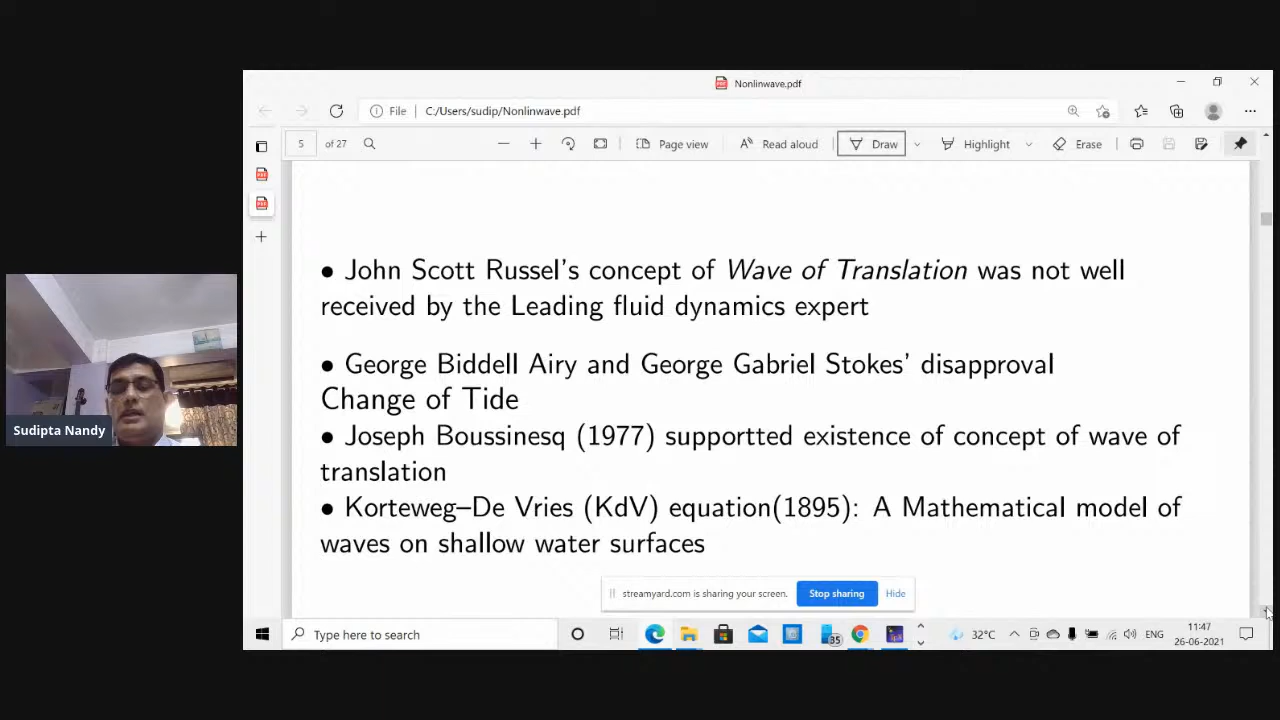 Nonlinwave.pdf
File C:/Users/sudip/Nonlinwave.pdf
5 of 27 Page view Read aloud Draw Highlight Erase
• John Scott Russel's concept of Wave of Translation was not well
received by the Leading fluid dynamics expert
• George Biddell Airy and George Gabriel Stokes' disapproval
Change of Tide
• Joseph Boussinesq (1977) supportted existence of concept of wave of
translation
• Korteweg–De Vries (KdV) equation(1895): A Mathematical model of
waves on shallow water surfaces
Sudipta Nandy
streamyard.com is sharing your screen. Stop sharing Hide
Type here to search 35 32°C ENG 11:47
26-06-2021